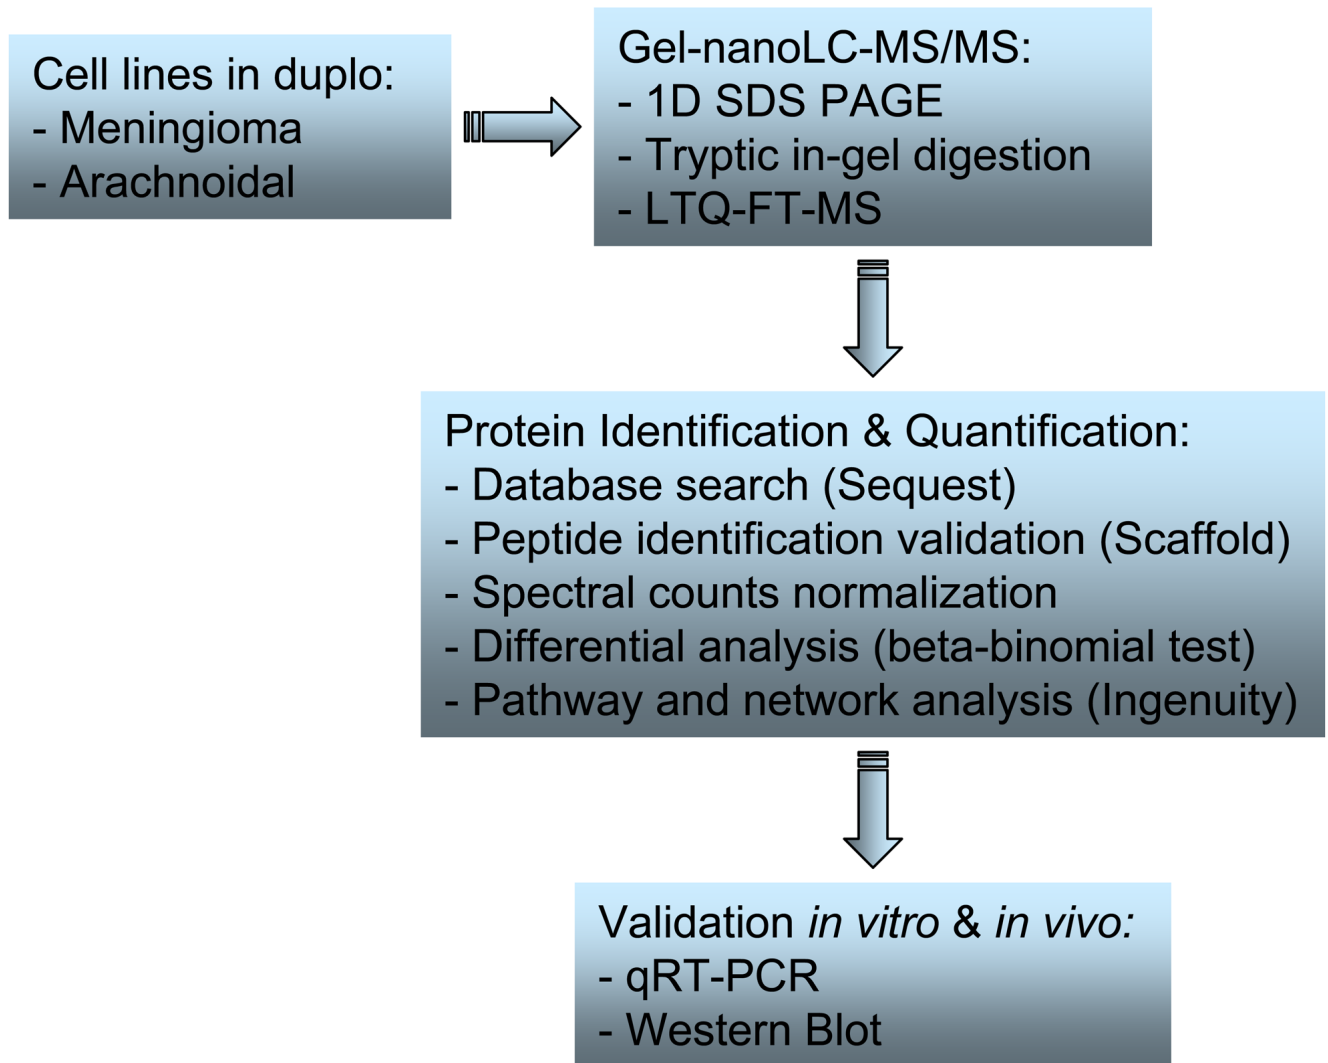 Cell lines in duplo:
- Meningioma
- Arachnoidal
Gel-nanoLC-MS/MS:
- 1D SDS PAGE
- Tryptic in-gel digestion
- LTQ-FT-MS
Protein Identification & Quantification:
- Database search (Sequest)
- Peptide identification validation (Scaffold)
- Spectral counts normalization
- Differential analysis (beta-binomial test)
- Pathway and network analysis (Ingenuity)
Validation in vitro & in vivo:
- qRT-PCR
- Western Blot